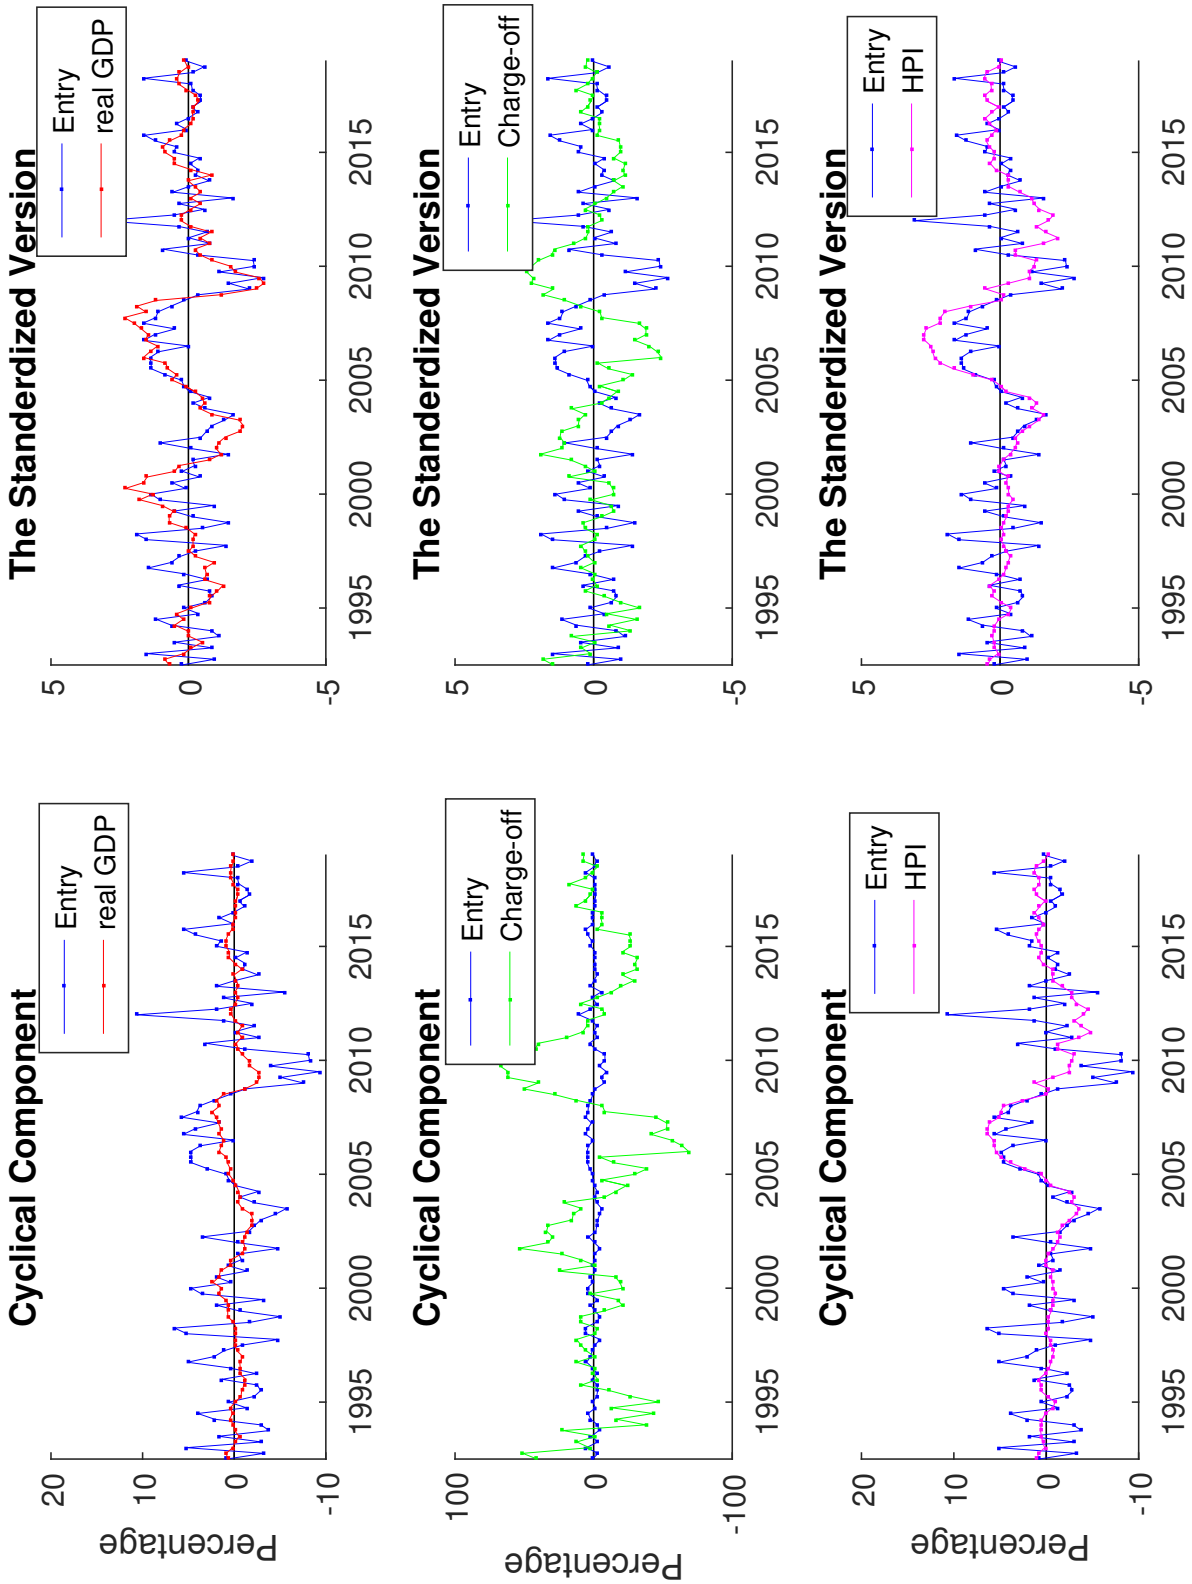 Cyclical Component
Entry
real GDP
Percentage
20
10
0
-10
1995 2000 2005 2010 2015
The Standerdized Version
Entry
real GDP
5
0
-5
1995 2000 2005 2010 2015
Cyclical Component
Entry
Charge-off
Percentage
100
0
-100
1995 2000 2005 2010 2015
The Standerdized Version
Entry
Charge-off
5
0
-5
1995 2000 2005 2010 2015
Cyclical Component
Entry
HPI
Percentage
20
10
0
-10
1995 2000 2005 2010 2015
The Standerdized Version
Entry
HPI
5
0
-5
1995 2000 2005 2010 2015